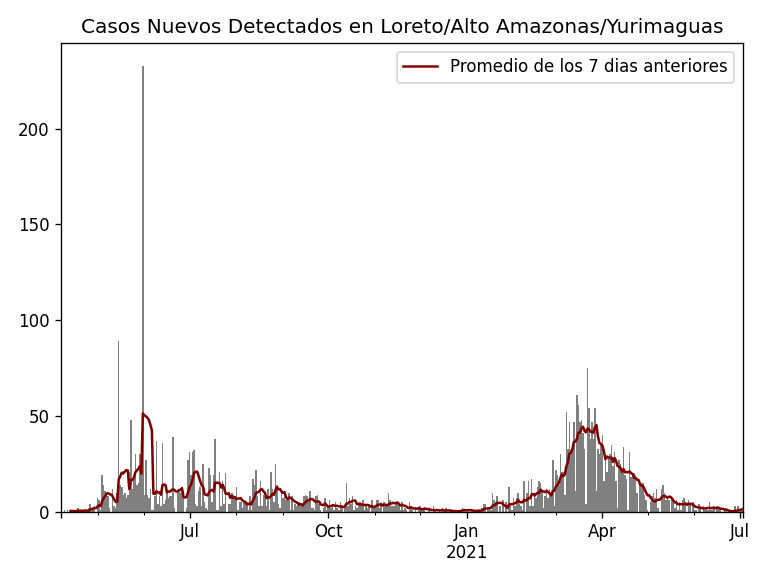 Casos Nuevos Detectados en Loreto/Alto Amazonas/Yurimaguas
Promedio de los 7 dias anteriores
200
150
100
50
0
Jul
Oct
Jan
2021
Apr
Jul